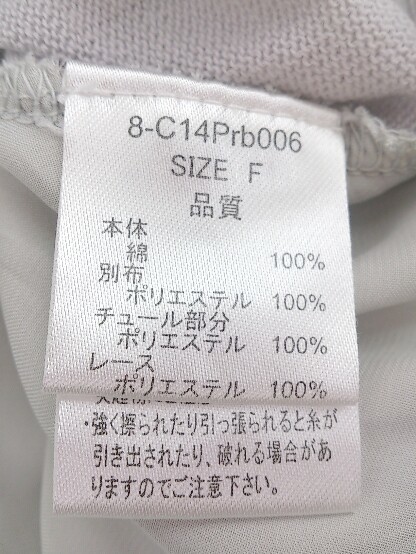 8-C14Prb006
SIZE F
品質
本体
綿 100%
別布
ポリエステル 100%
チュール部分
ポリエステル 100%
レース
ポリエステル 100%
・強く擦られたり引っ張られると糸が
引き出されたり、破れる場合があ
りますのでご注意下さい。